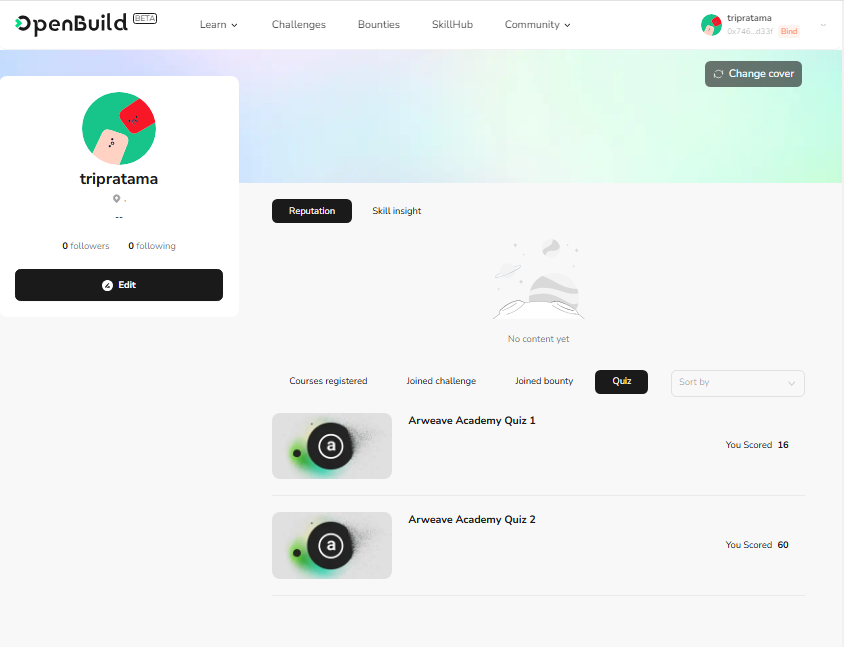 OpenBuild BETA
Learn
Challenges
Bounties
SkillHub
Community
tripratama
0x746...d33f Bind
Change cover
tripratama
.
--
0 followers 0 following
Edit
Reputation
Skill insight
No content yet
Courses registered
Joined challenge
Joined bounty
Quiz
Sort by
a
Arweave Academy Quiz 1
You Scored 16
a
Arweave Academy Quiz 2
You Scored 60